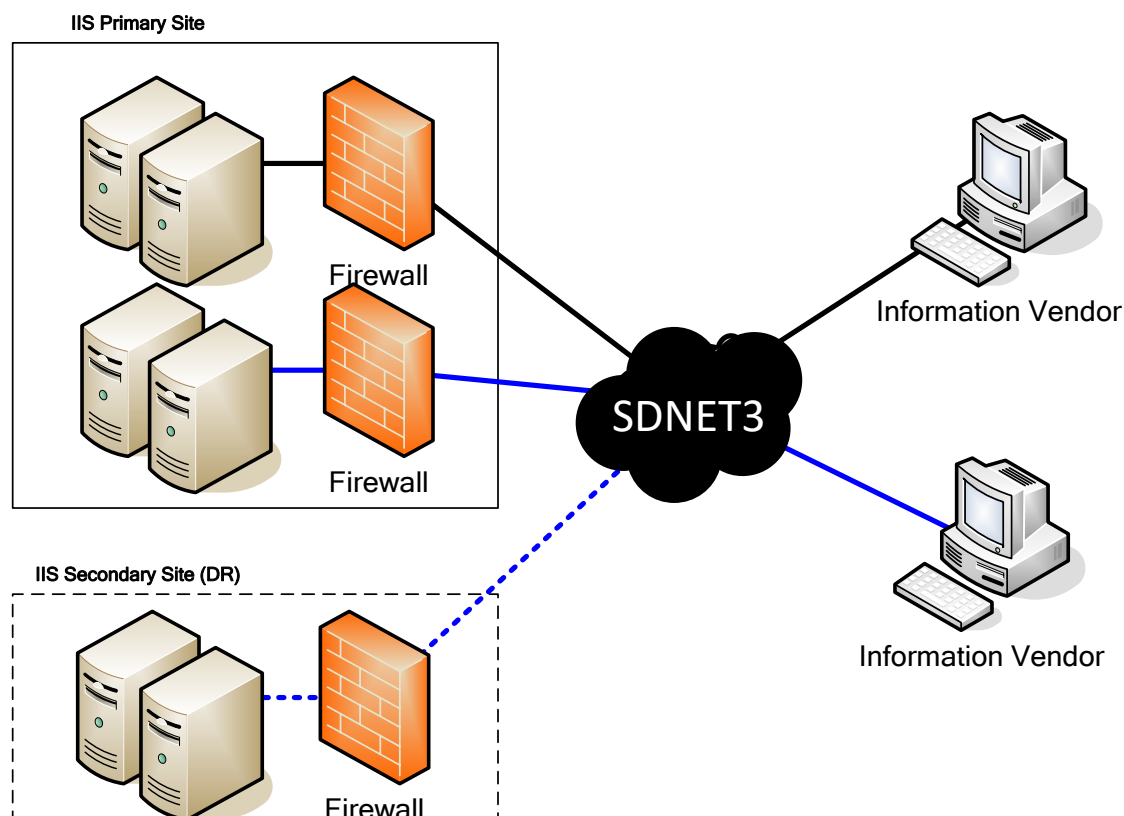 IIS Primary Site
Firewall
Information Vendor
SDNET3
Firewall
IIS Secondary Site (DR)
Information Vendor
Firewall